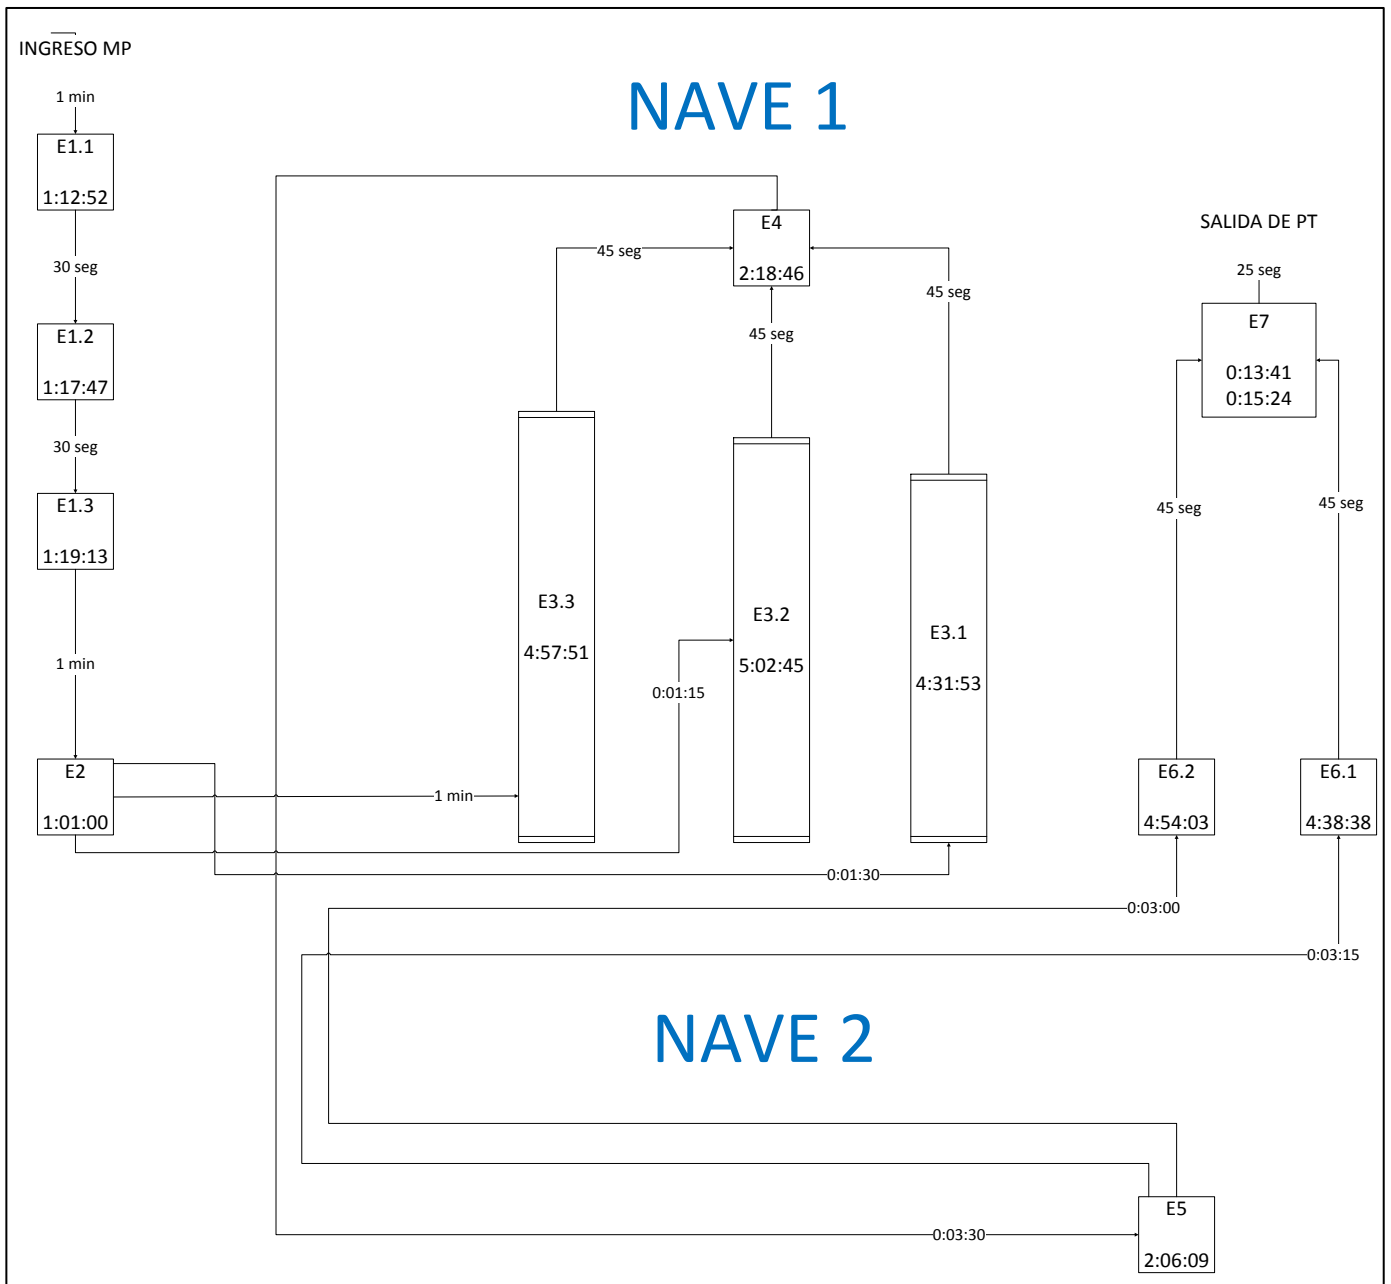 INGRESO MP
1 min
E1.1
1:12:52
30 seg
E1.2
1:17:47
30 seg
E1.3
1:19:13
1 min
E2
1:01:00
NAVE 1
E4
2:18:46
45 seg
45 seg
45 seg
E3.3
4:57:51
E3.2
5:02:45
E3.1
4:31:53
0:01:15
1 min
0:01:30
SALIDA DE PT
25 seg
E7
0:13:41
0:15:24
45 seg
45 seg
E6.2
4:54:03
E6.1
4:38:38
0:03:00
0:03:15
NAVE 2
0:03:30
E5
2:06:09